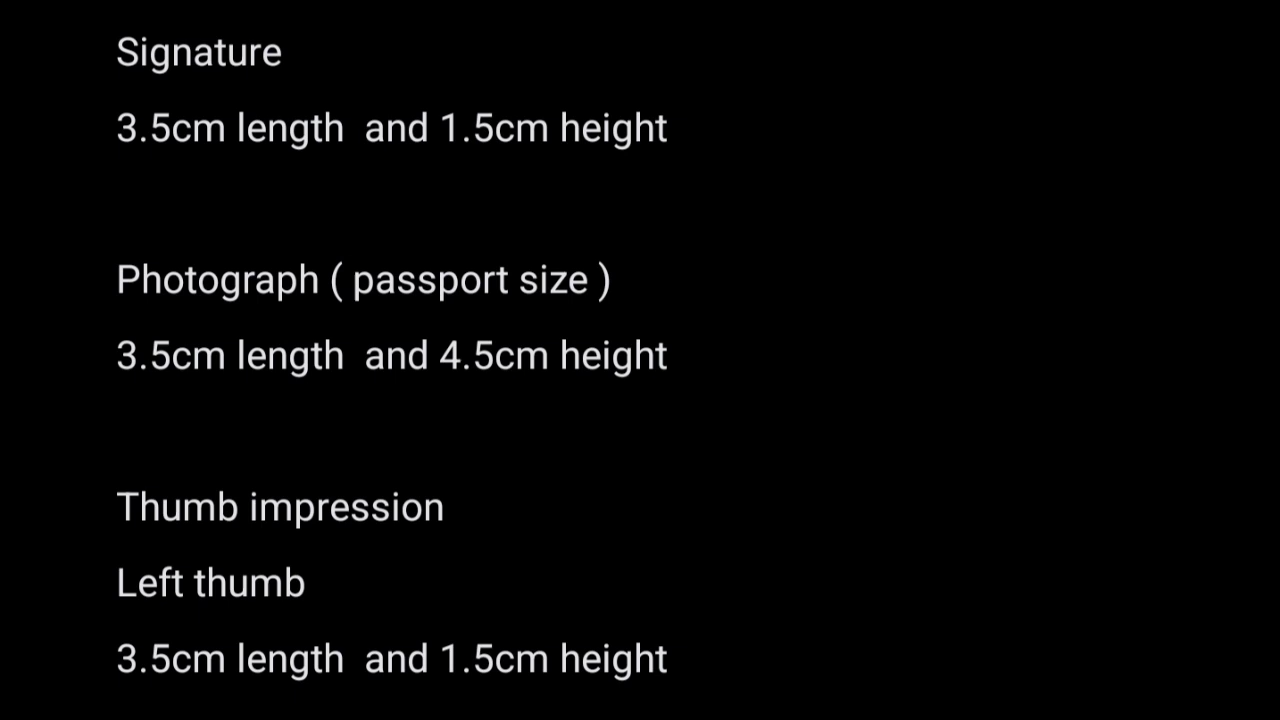 Signature
3.5cm length  and 1.5cm height
Photograph ( passport size )
3.5cm length  and 4.5cm height
Thumb impression
Left thumb
3.5cm length  and 1.5cm height